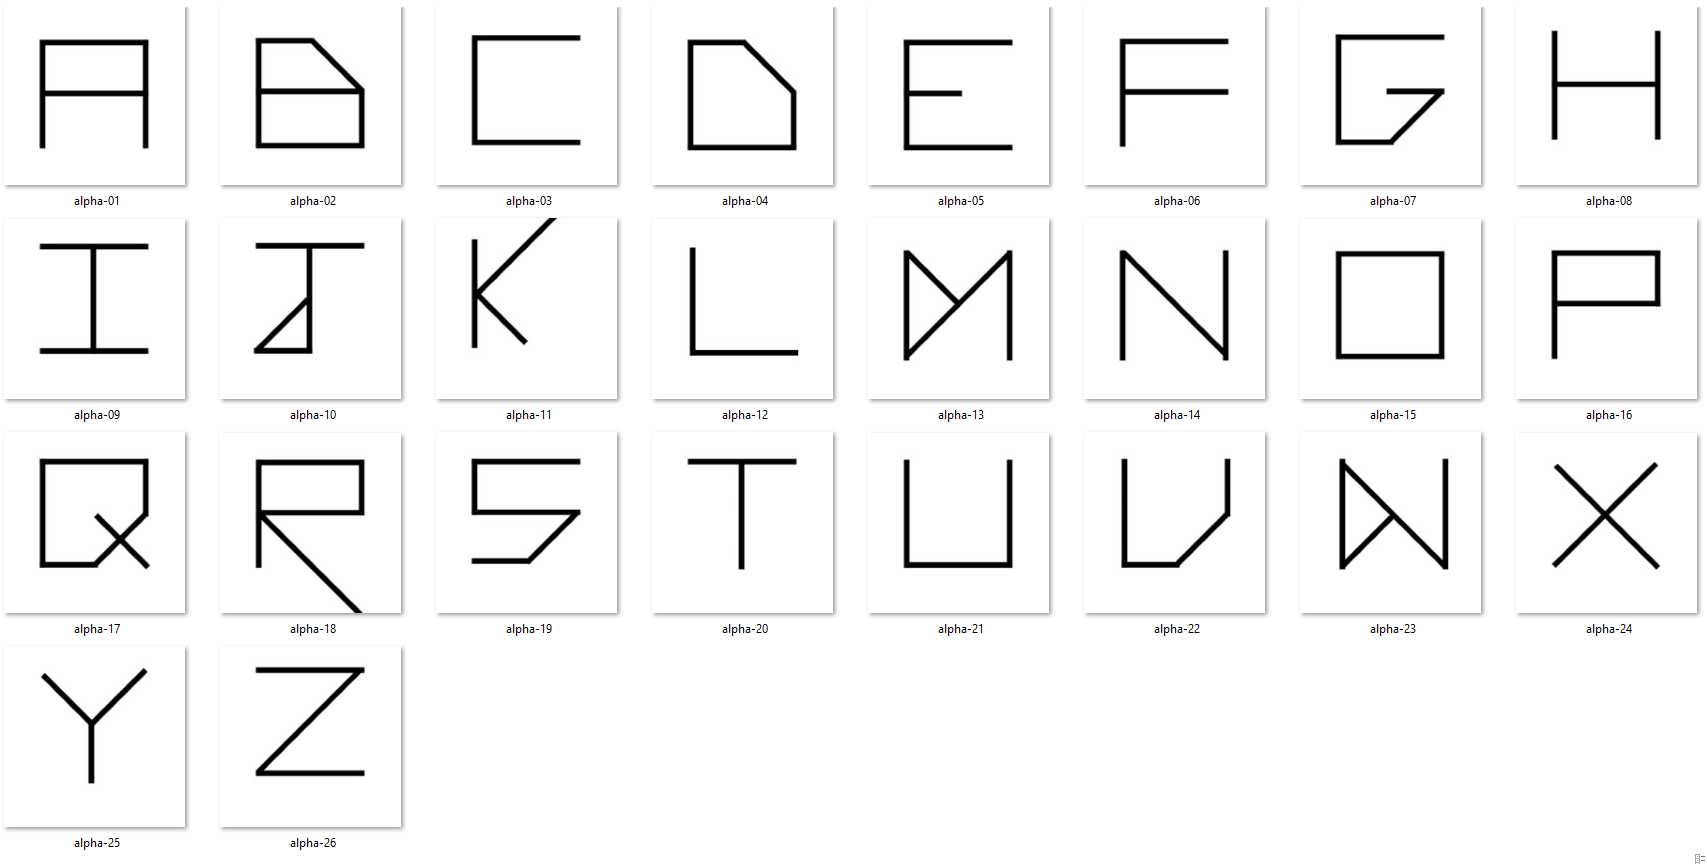 A B C D E F G H
alpha-01 alpha-02 alpha-03 alpha-04 alpha-05 alpha-06 alpha-07 alpha-08
I J K L M N O P
alpha-09 alpha-10 alpha-11 alpha-12 alpha-13 alpha-14 alpha-15 alpha-16
Q R S T U V W X
alpha-17 alpha-18 alpha-19 alpha-20 alpha-21 alpha-22 alpha-23 alpha-24
Y Z
alpha-25 alpha-26